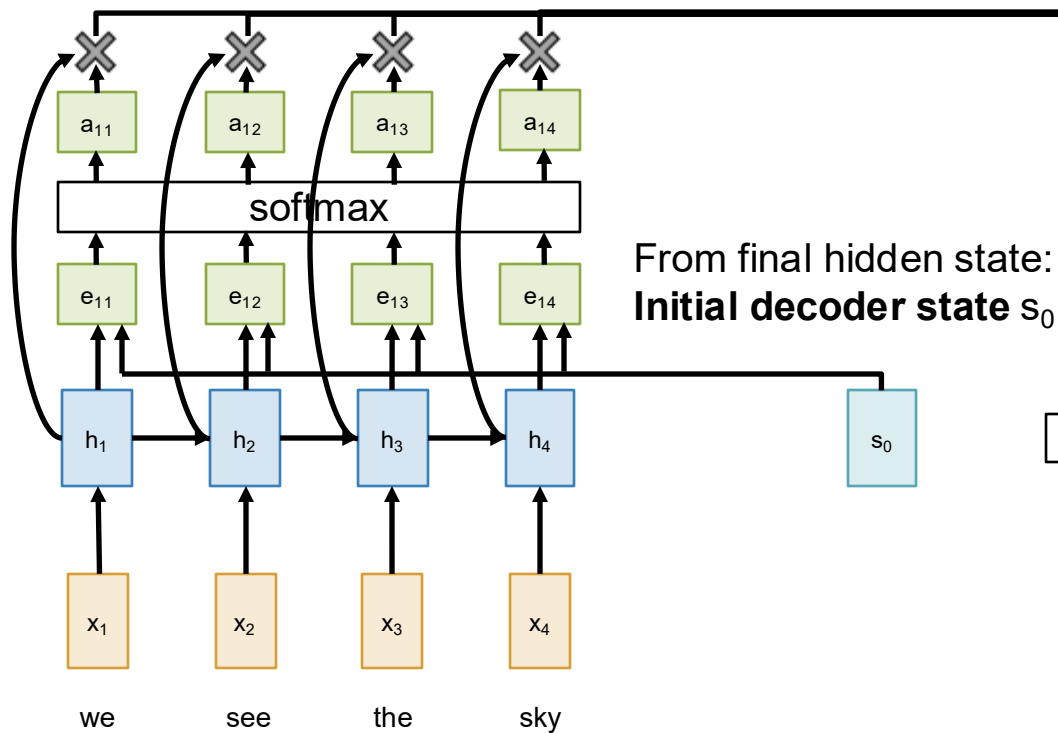 a₁₁ a₁₂ a₁₃ a₁₄
softmax
e₁₁ e₁₂ e₁₃ e₁₄
From final hidden state:
Initial decoder state s₀
h₁ h₂ h₃ h₄ s₀
x₁ x₂ x₃ x₄
we see the sky